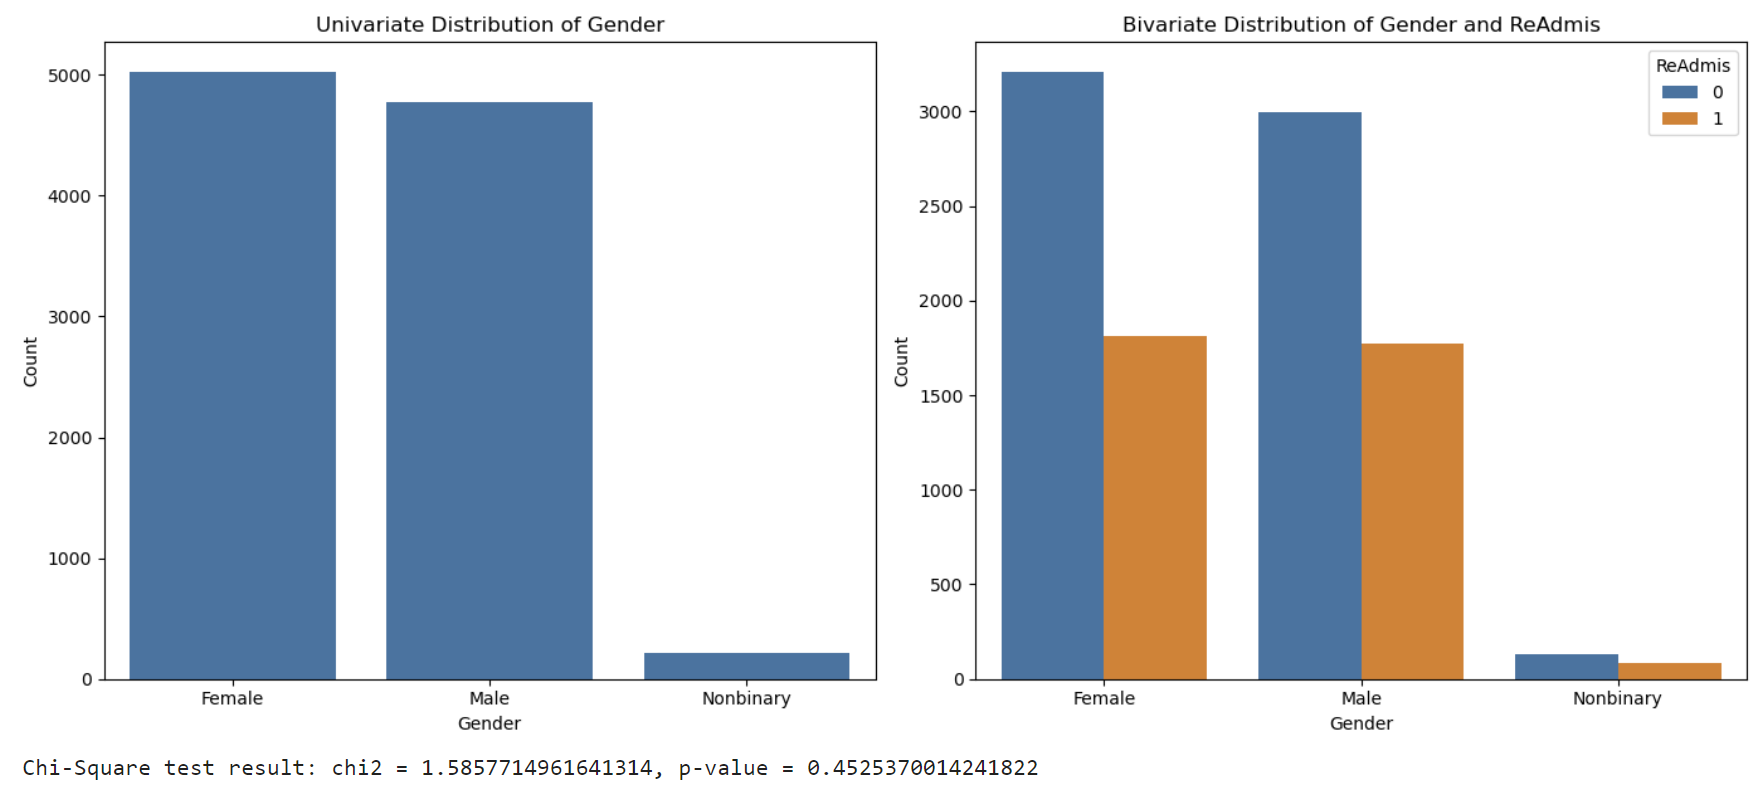 Univariate Distribution of Gender
5000
4000
3000
2000
1000
0
Count
Female Male Nonbinary
Gender
Bivariate Distribution of Gender and ReAdmis
ReAdmis
0
1
3000
2500
2000
1500
1000
500
0
Count
Female Male Nonbinary
Gender
Chi-Square test result: chi2 = 1.5857714961641314, p-value = 0.4525370014241822